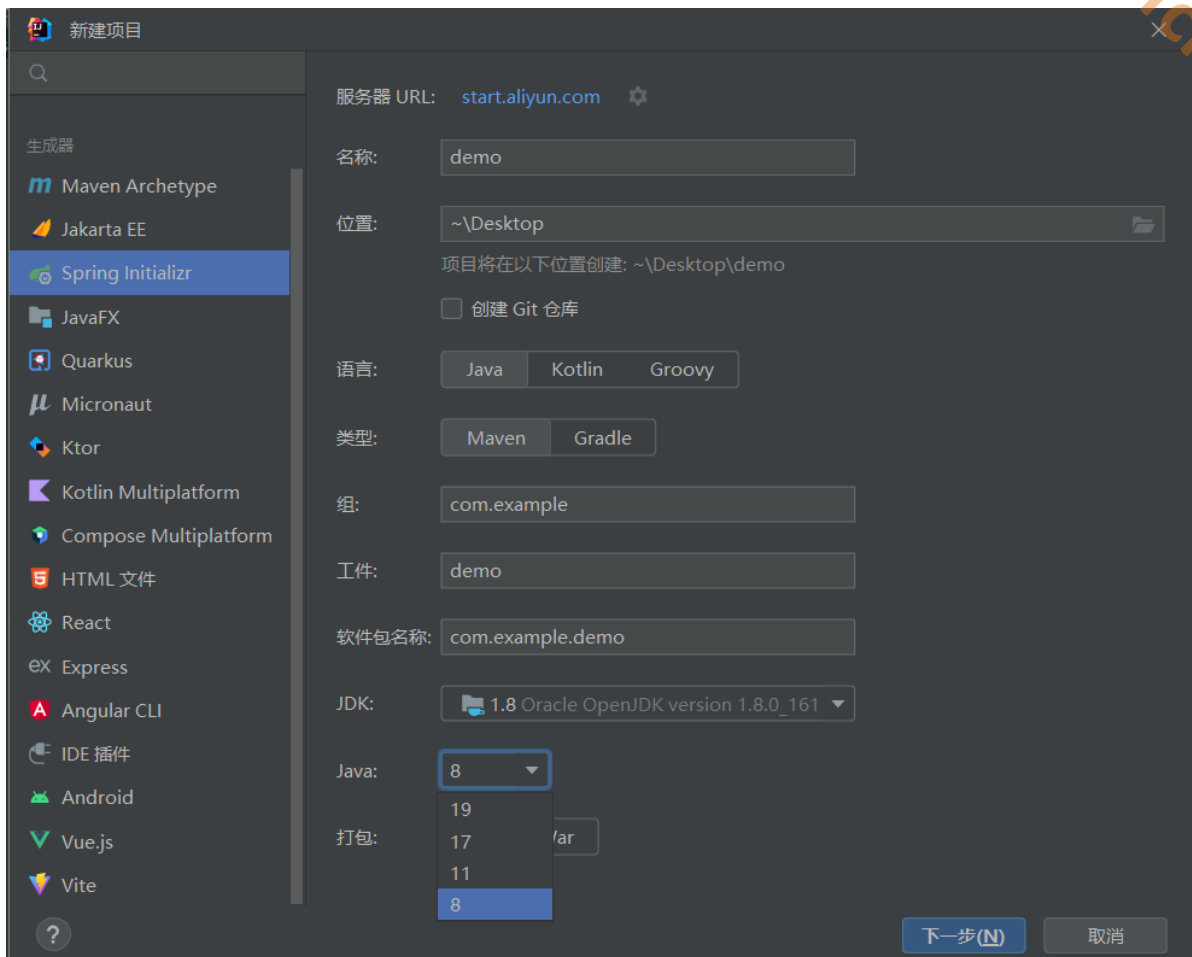 新建项目
生成器
Maven Archetype
Jakarta EE
Spring Initializr
JavaFX
Quarkus
Micronaut
Ktor
Kotlin Multiplatform
Compose Multiplatform
HTML 文件
React
ex Express
Angular CLI
IDE 插件
Android
Vue.js
Vite
?
服务器 URL: start.aliyun.com
名称: demo
位置: ~\Desktop
项目将在以下位置创建: ~\Desktop\demo
创建 Git 仓库
语言: Java Kotlin Groovy
类型: Maven Gradle
组: com.example
工件: demo
软件包名称: com.example.demo
JDK: 1.8 Oracle OpenJDK version 1.8.0_161
Java: 8
19
17
11
8
打包:
下一步(N) 取消